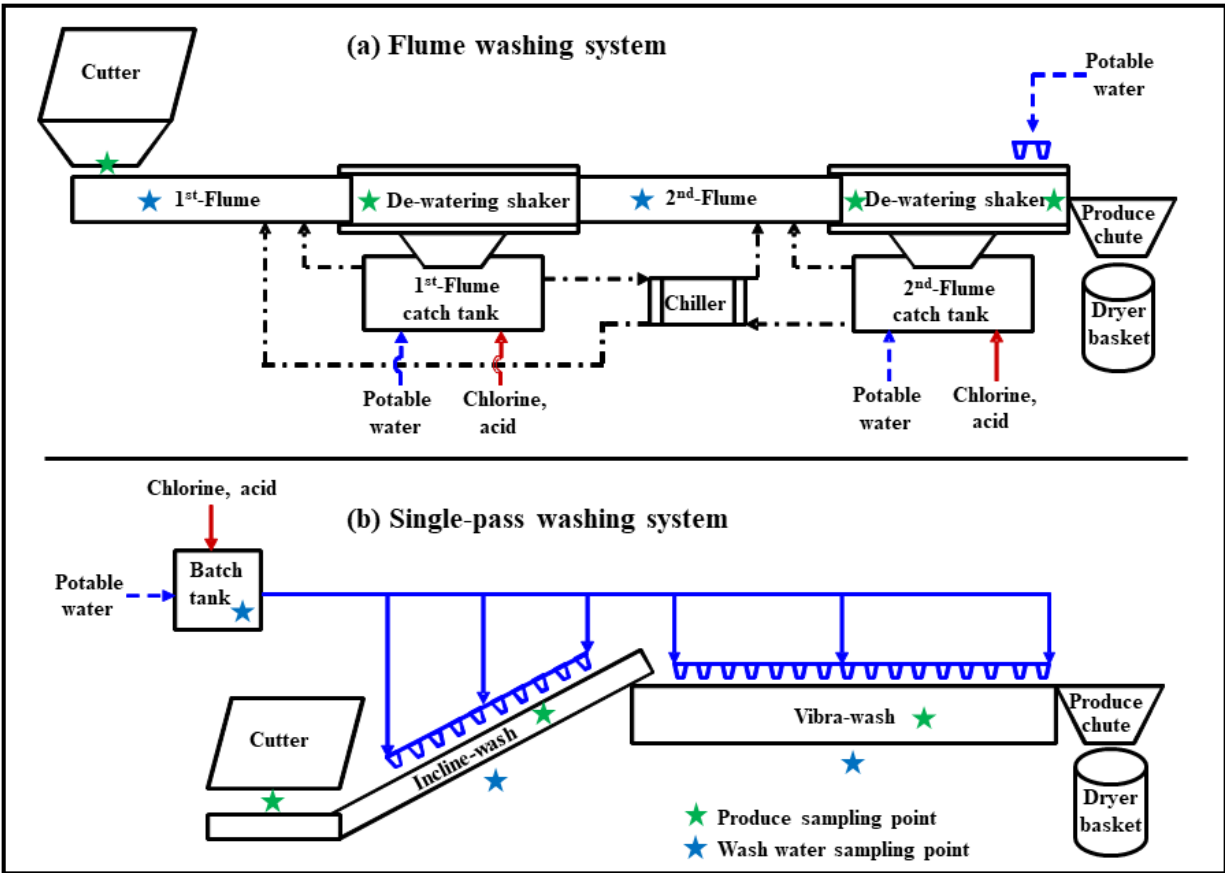 (a) Flume washing system
Cutter
Potable
water
1st-Flume
De-watering shaker
2nd-Flume
De-watering shaker
Produce
chute
1st-Flume
catch tank
Chiller
2nd-Flume
catch tank
Dryer
basket
Potable
water
Chlorine,
acid
Potable
water
Chlorine,
acid
Chlorine, acid
(b) Single-pass washing system
Potable
water
Batch
tank
Cutter
Incline-wash
Vibra-wash
Produce
chute
Dryer
basket
Produce sampling point
Wash water sampling point